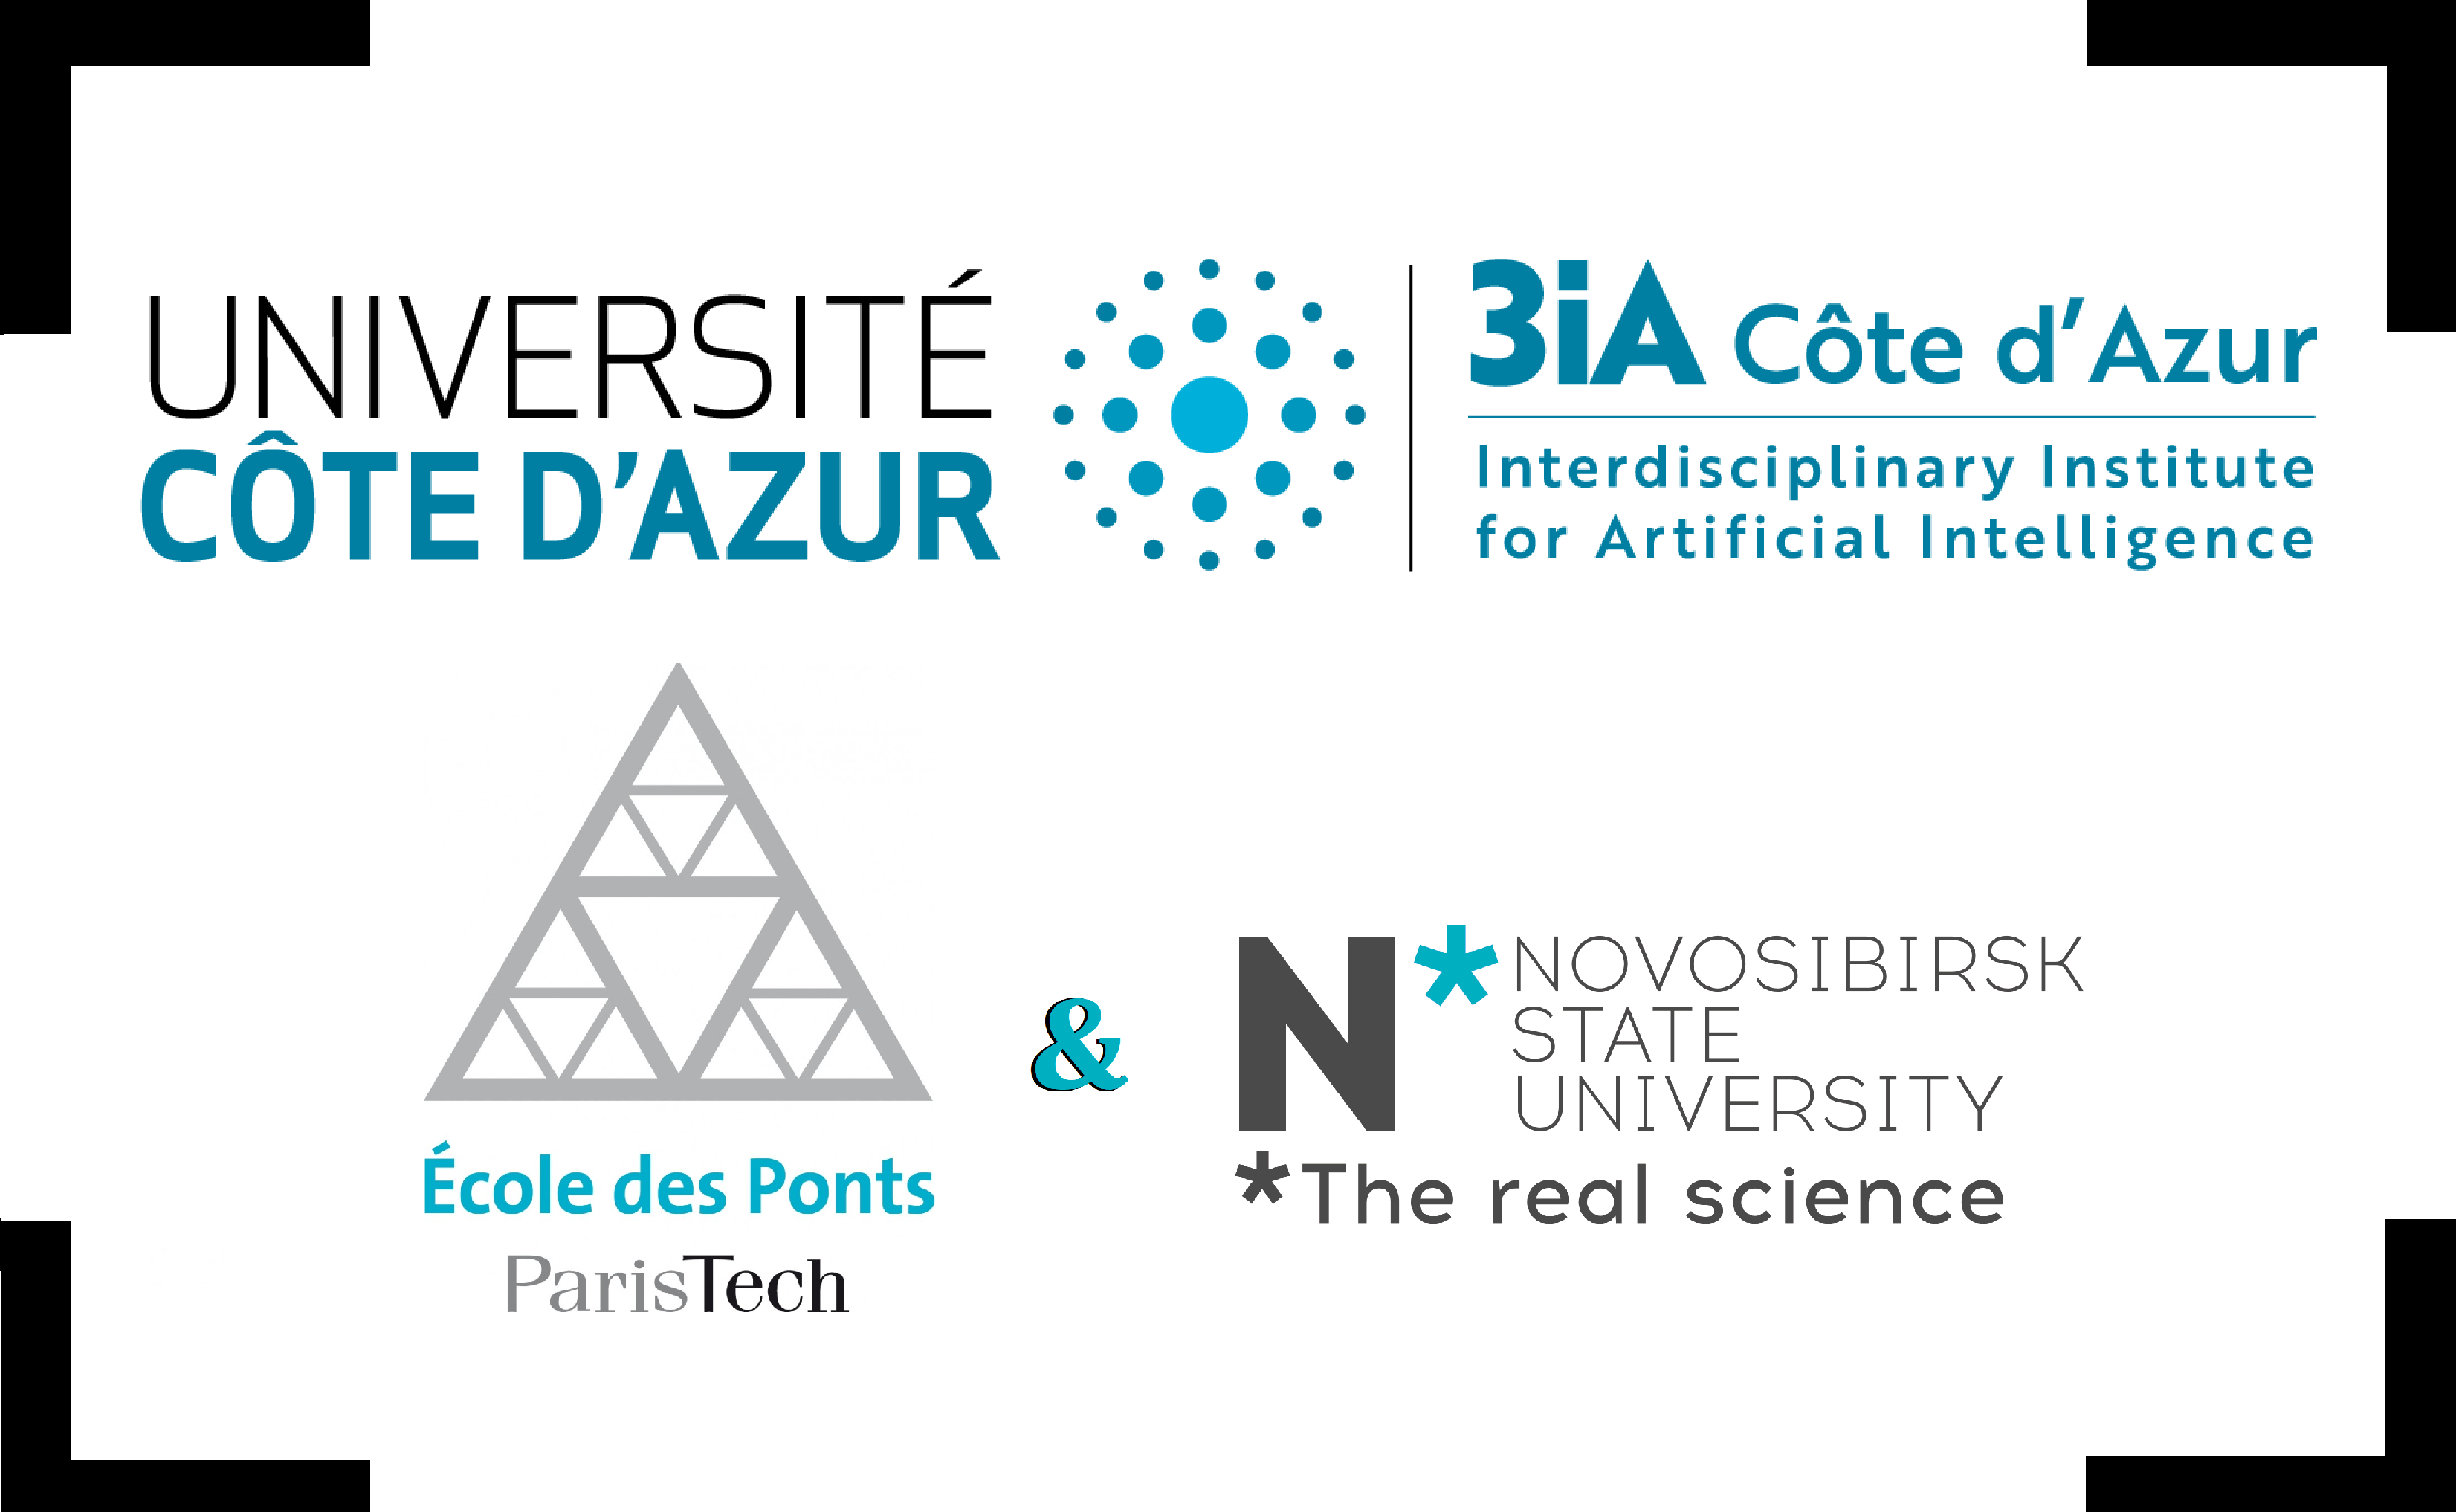 UNIVERSITÉ
CÔTE D'AZUR
3iA Côte d'Azur
Interdisciplinary Institute
for Artificial Intelligence
École des Ponts
ParisTech
&
N*
NOVOSIBIRSK
STATE
UNIVERSITY
*The real science